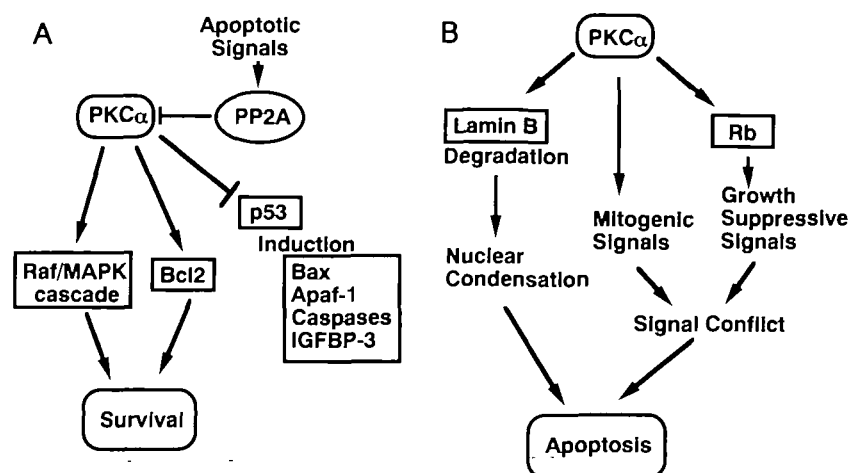 A
Apoptotic
Signals
PKCα
PP2A
p53
Induction
Raf/MAPK
cascade
Bcl2
Bax
Apaf-1
Caspases
IGFBP-3
Survival
B
PKCα
Lamin B
Degradation
Rb
Nuclear
Condensation
Mitogenic
Signals
Growth
Suppressive
Signals
Signal Conflict
Apoptosis